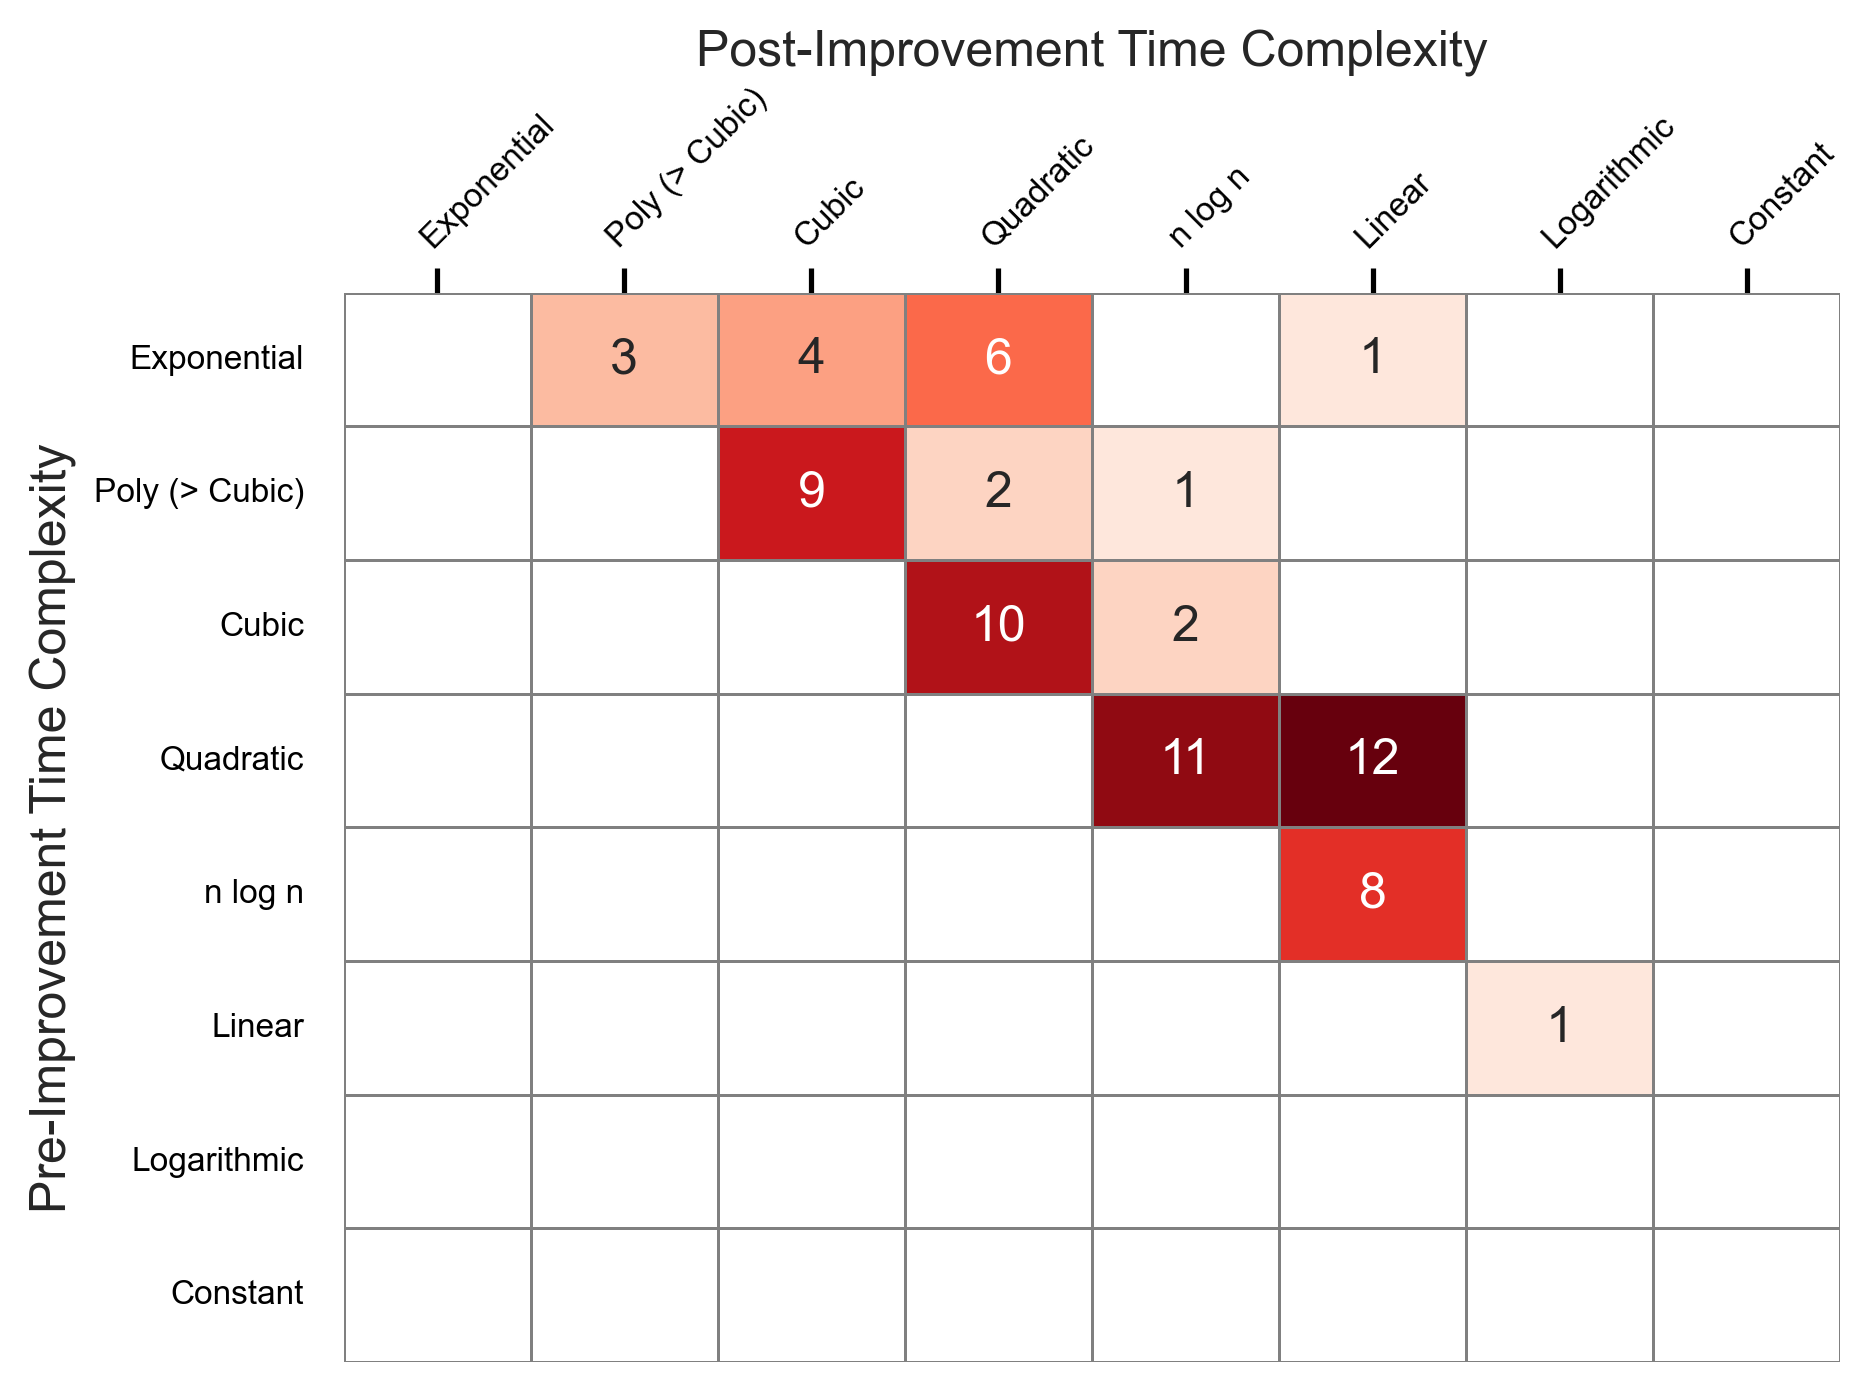 Post-Improvement Time Complexity
Exponential
Poly (> Cubic)
Cubic
Quadratic
n log n
Linear
Logarithmic
Constant
Pre-Improvement Time Complexity
Exponential 3 4 6 1
Poly (> Cubic) 9 2 1
Cubic 10 2
Quadratic 11 12
n log n 8
Linear 1
Logarithmic
Constant